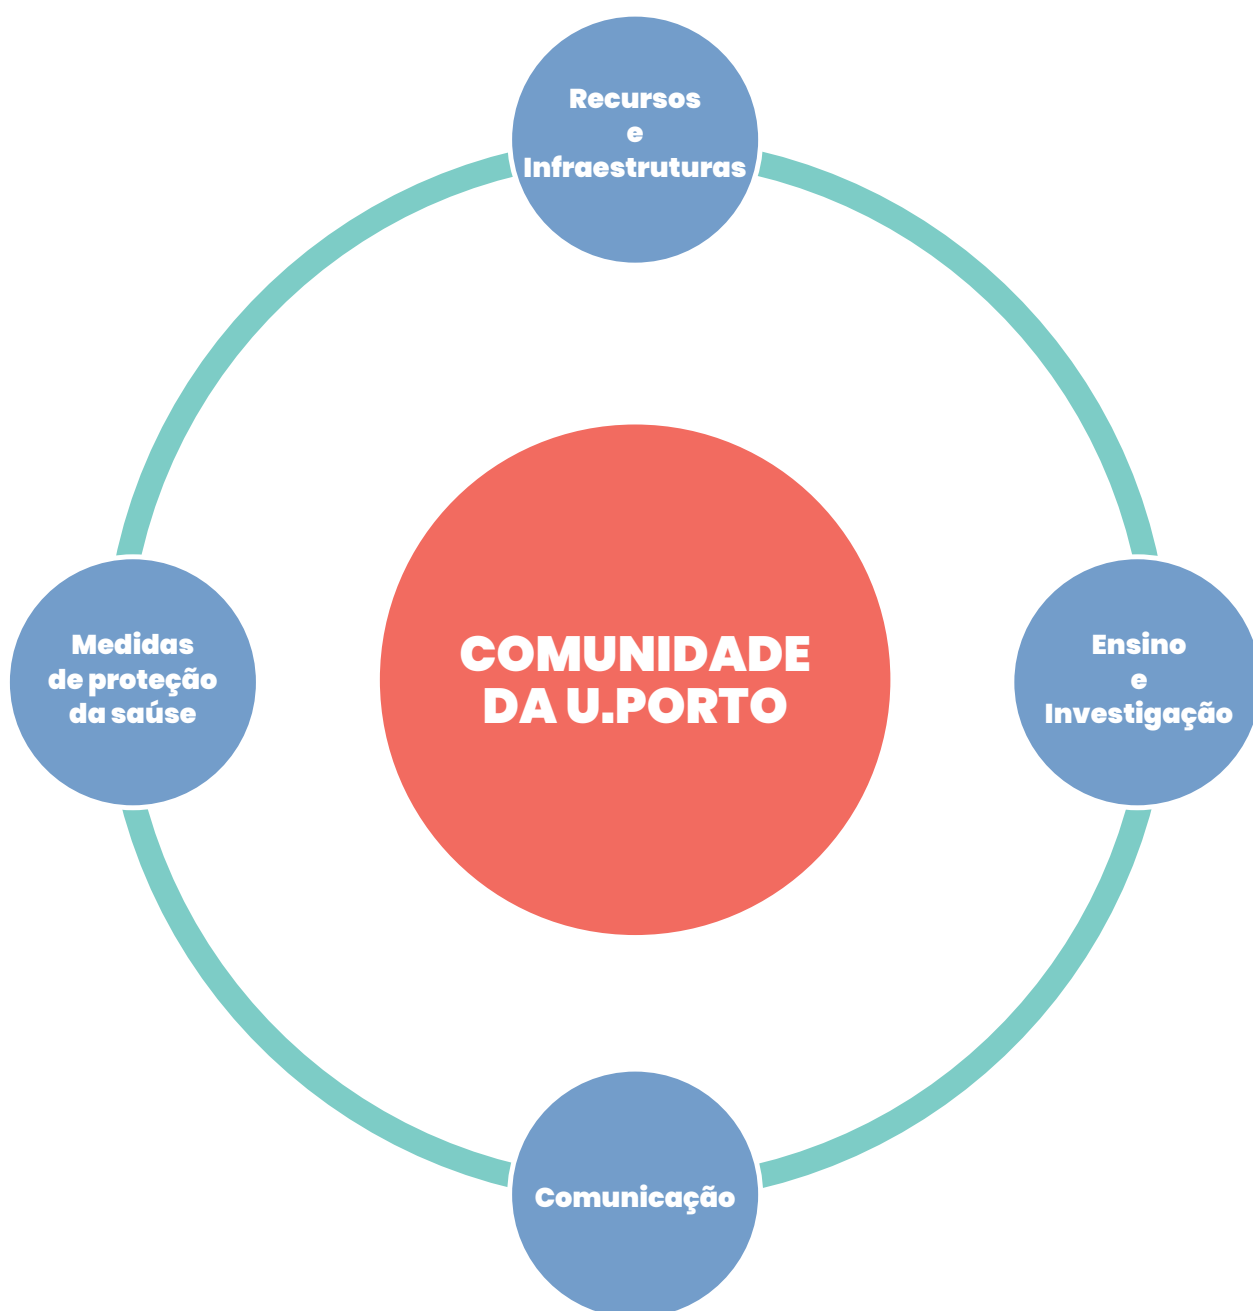 Recursos
e
Infraestruturas
Medidas
de proteção
da saúse
COMUNIDADE
DA U.PORTO
Ensino
e
Investigação
Comunicação